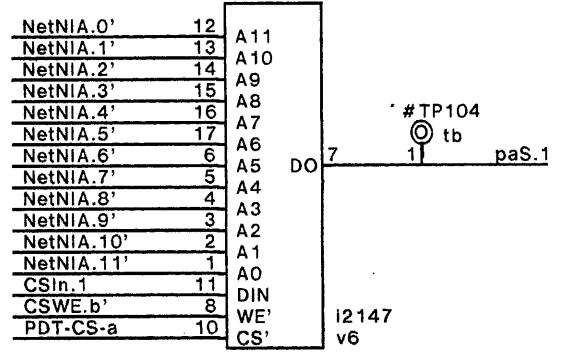 NetNIA.0' 12 A11
NetNIA.1' 13 A10
NetNIA.2' 14 A9
NetNIA.3' 15 A8
NetNIA.4' 16 A7
NetNIA.5' 17 A6
NetNIA.6' 6 A5 DO 7 1 paS.1
NetNIA.7' 5 A4
NetNIA.8' 4 A3
NetNIA.9' 3 A2
NetNIA.10' 2 A1
NetNIA.11' 1 A0
CSIn.1 11 DIN
CSWE.b' 8 WE' i2147
PDT-CS-a 10 CS' v6
#TP104
tb